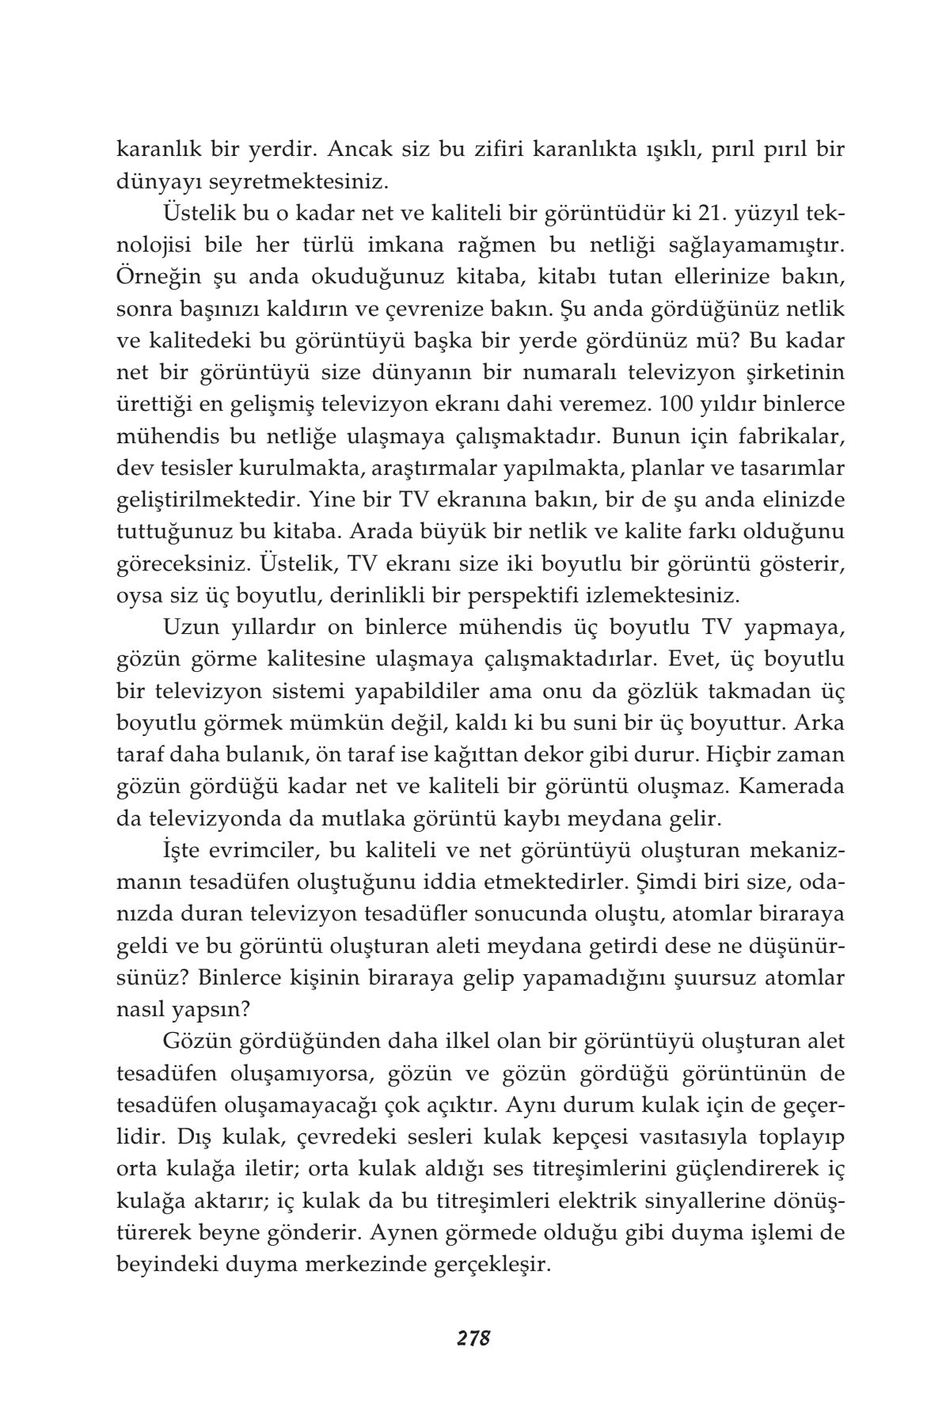 karanlık bir yerdir. Ancak siz bu zifiri karanlıkta ışıklı, pırıl pırıl bir
dünyayı seyretmektesiniz.
Üstelik bu o kadar net ve kaliteli bir görüntüdür ki 21. yüzyıl tek-
nolojisi bile her türlü imkana rağmen bu netliği sağlayamamıştır.
Örneğin şu anda okuduğunuz kitaba, kitabı tutan ellerinize bakın,
sonra başınızı kaldırın ve çevrenize bakın. Şu anda gördüğünüz netlik
ve kalitedeki bu görüntüyü başka bir yerde gördünüz mü? Bu kadar
net bir görüntüyü size dünyanın bir numaralı televizyon şirketinin
ürettiği en gelişmiş televizyon ekranı dahi veremez. 100 yıldır binlerce
mühendis bu netliğe ulaşmaya çalışmaktadır. Bunun için fabrikalar,
dev tesisler kurulmakta, araştırmalar yapılmakta, planlar ve tasarımlar
geliştirilmektedir. Yine bir TV ekranına bakın, bir de şu anda elinizde
tuttuğunuz bu kitaba. Arada büyük bir netlik ve kalite farkı olduğunu
göreceksiniz. Üstelik, TV ekranı size iki boyutlu bir görüntü gösterir,
oysa siz üç boyutlu, derinlikli bir perspektifi izlemektesiniz.
Uzun yıllardır on binlerce mühendis üç boyutlu TV yapmaya,
gözün görme kalitesine ulaşmaya çalışmaktadırlar. Evet, üç boyutlu
bir televizyon sistemi yapabildiler ama onu da gözlük takmadan üç
boyutlu görmek mümkün değil, kaldı ki bu suni bir üç boyuttur. Arka
taraf daha bulanık, ön taraf ise kağıttan dekor gibi durur. Hiçbir zaman
gözün gördüğü kadar net ve kaliteli bir görüntü oluşmaz. Kamerada
da televizyonda da mutlaka görüntü kaybı meydana gelir.
İşte evrimciler, bu kaliteli ve net görüntüyü oluşturan mekaniz-
manın tesadüfen oluştuğunu iddia etmektedirler. Şimdi biri size, oda-
nızda duran televizyon tesadüfler sonucunda oluştu, atomlar biraraya
geldi ve bu görüntü oluşturan aleti meydana getirdi dese ne düşünür-
sünüz? Binlerce kişinin biraraya gelip yapamadığını şuursuz atomlar
nasıl yapsın?
Gözün gördüğünden daha ilkel olan bir görüntüyü oluşturan alet
tesadüfen oluşamıyorsa, gözün ve gözün gördüğü görüntünün de
tesadüfen oluşamayacağı çok açıktır. Aynı durum kulak için de geçer-
lidir. Dış kulak, çevredeki sesleri kulak kepçesi vasıtasıyla toplayıp
orta kulağa iletir; orta kulak aldığı ses titreşimlerini güçlendirerek iç
kulağa aktarır; iç kulak da bu titreşimleri elektrik sinyallerine dönüş-
türerek beyne gönderir. Aynen görmede olduğu gibi duyma işlemi de
beyindeki duyma merkezinde gerçekleşir.
278